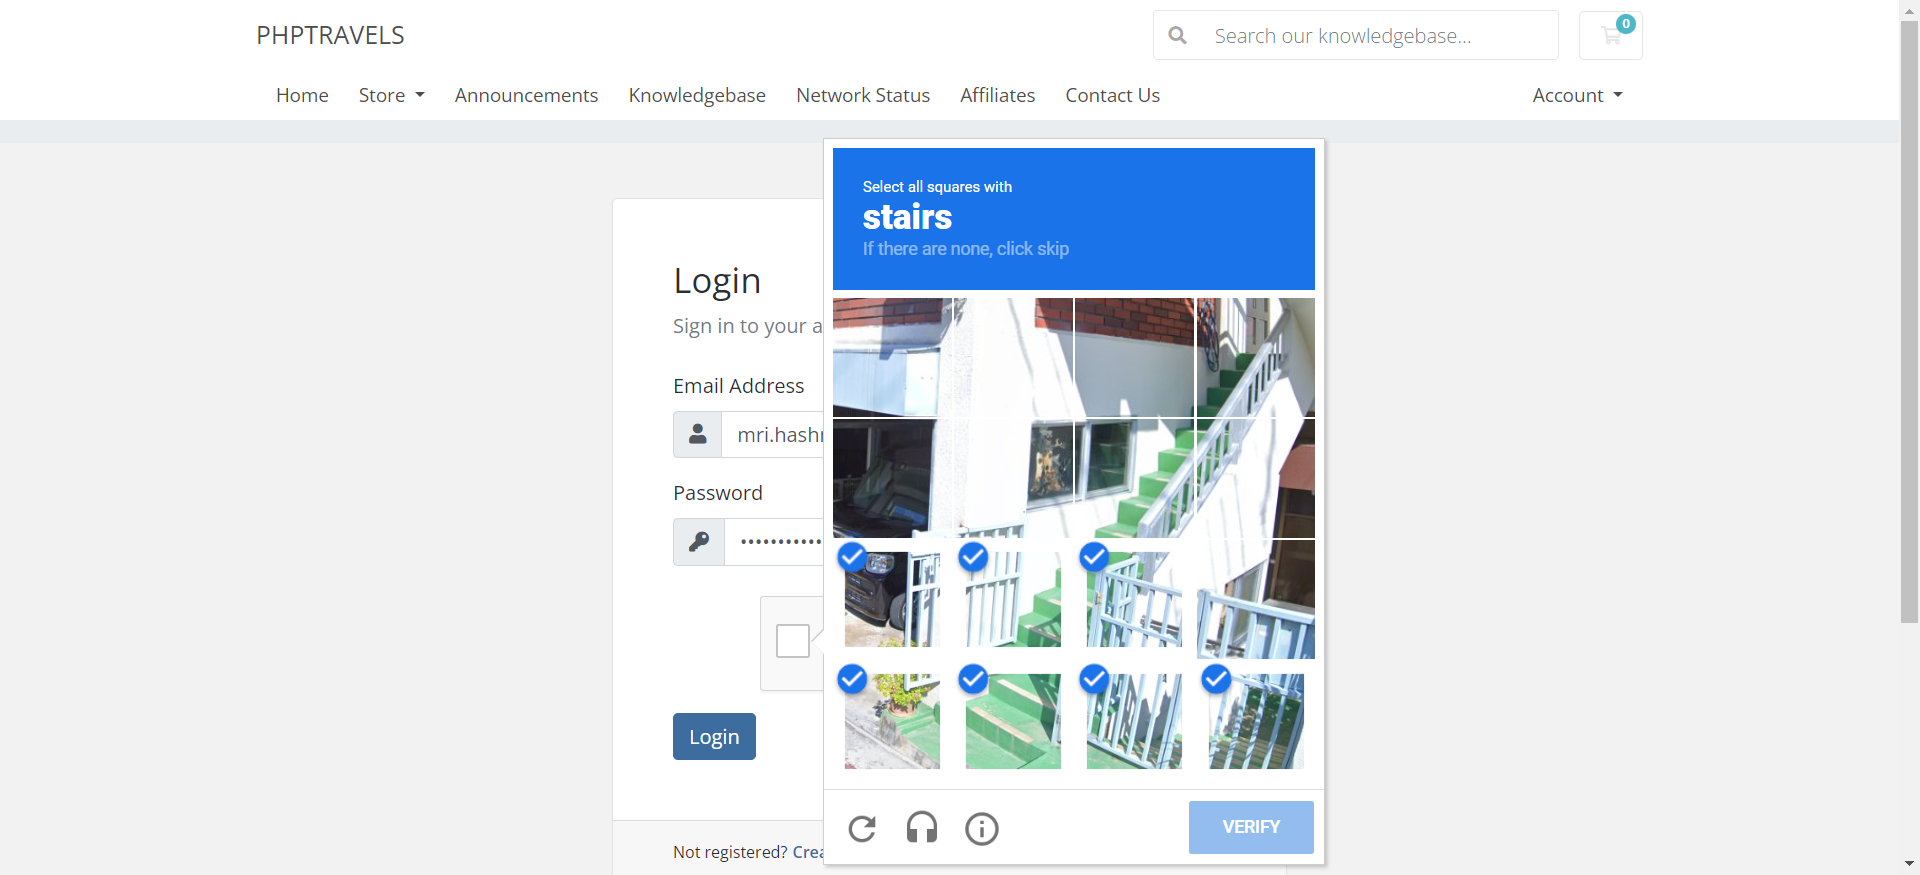 PHPTRAVELS
Search our knowledgebase...
0
Home
Store
Announcements
Knowledgebase
Network Status
Affiliates
Contact Us
Account
Select all squares with
stairs
If there are none, click skip
Login
Sign in to your a
Email Address
mri.hashr
Password
Login
VERIFY
Not registered? Crea